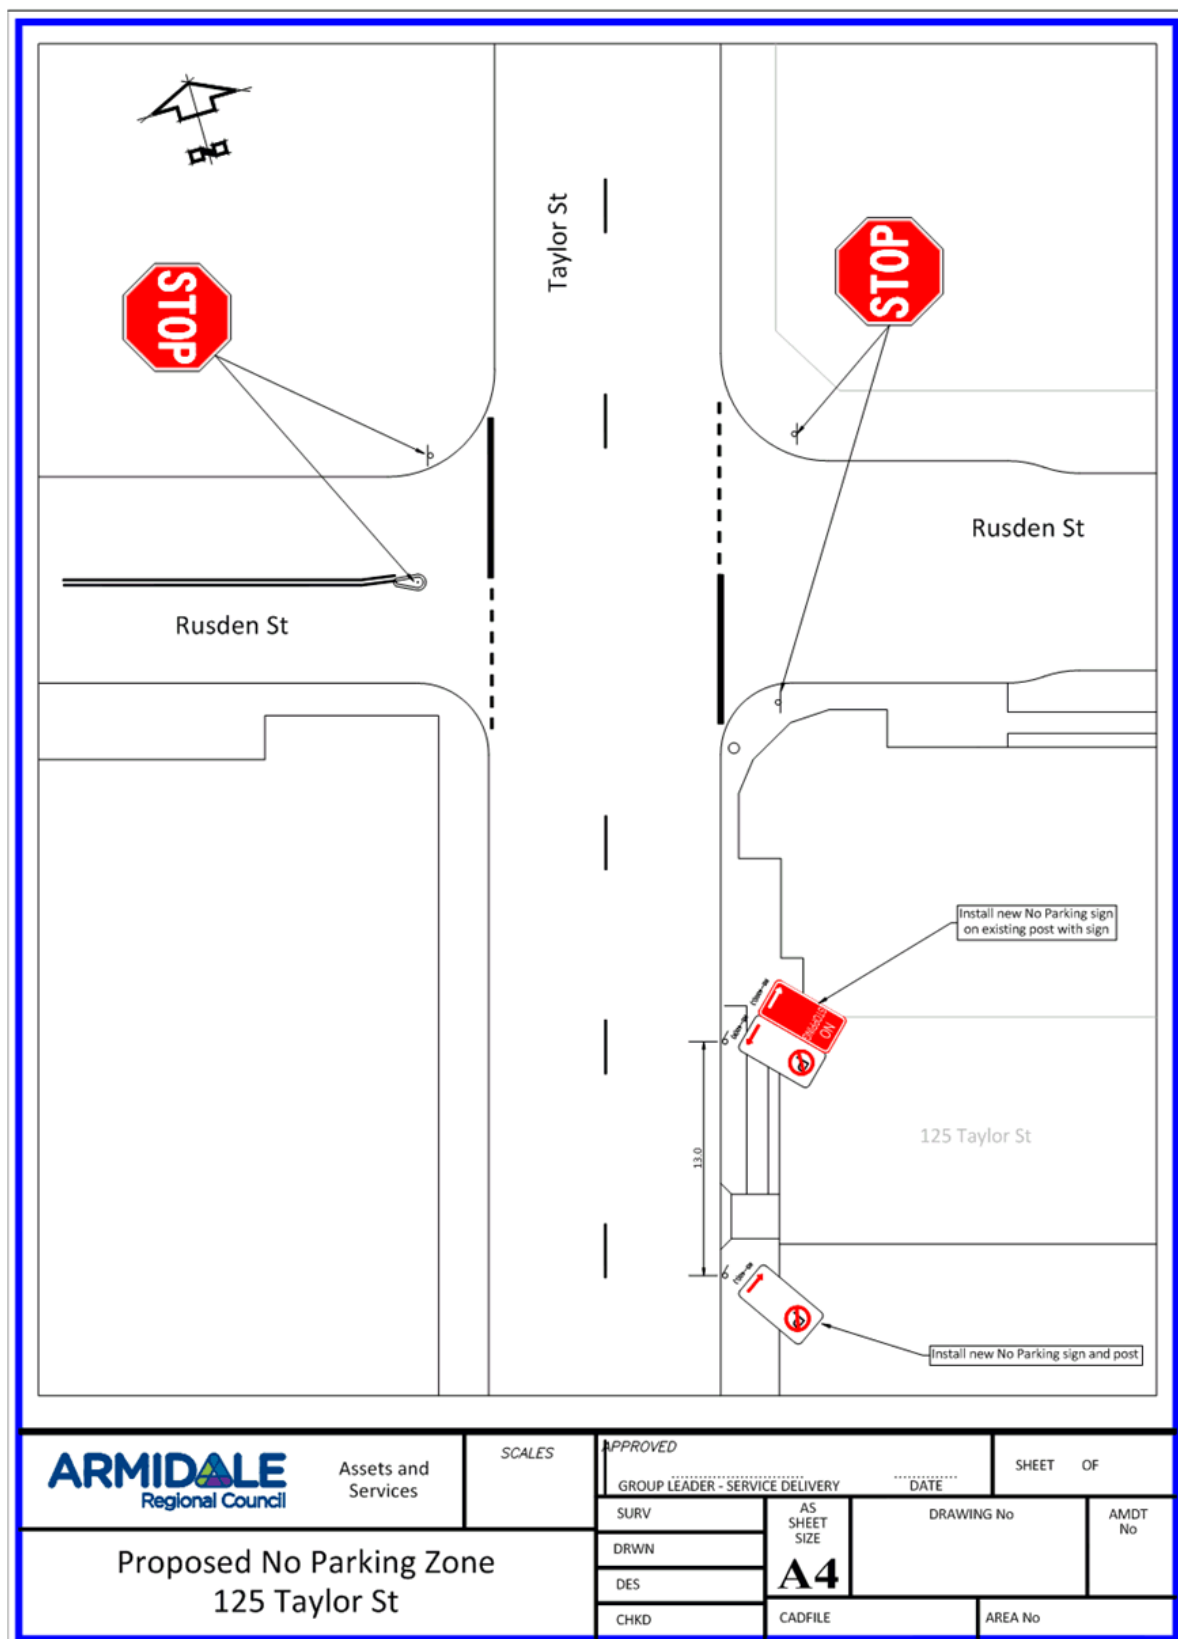 N
Taylor St
STOP
STOP
Rusden St
Rusden St
Install new No Parking sign
on existing post with sign
NO
STOPPING
125 Taylor St
13.0
Install new No Parking sign and post
ARMIDALE
Regional Council
Assets and
Services
SCALES
APPROVED
GROUP LEADER - SERVICE DELIVERY
DATE
SHEET OF
SURV
DRWN
DES
CHKD
AS
SHEET
SIZE
A4
DRAWING No
AMDT
No
CADFILE
AREA No
Proposed No Parking Zone
125 Taylor St